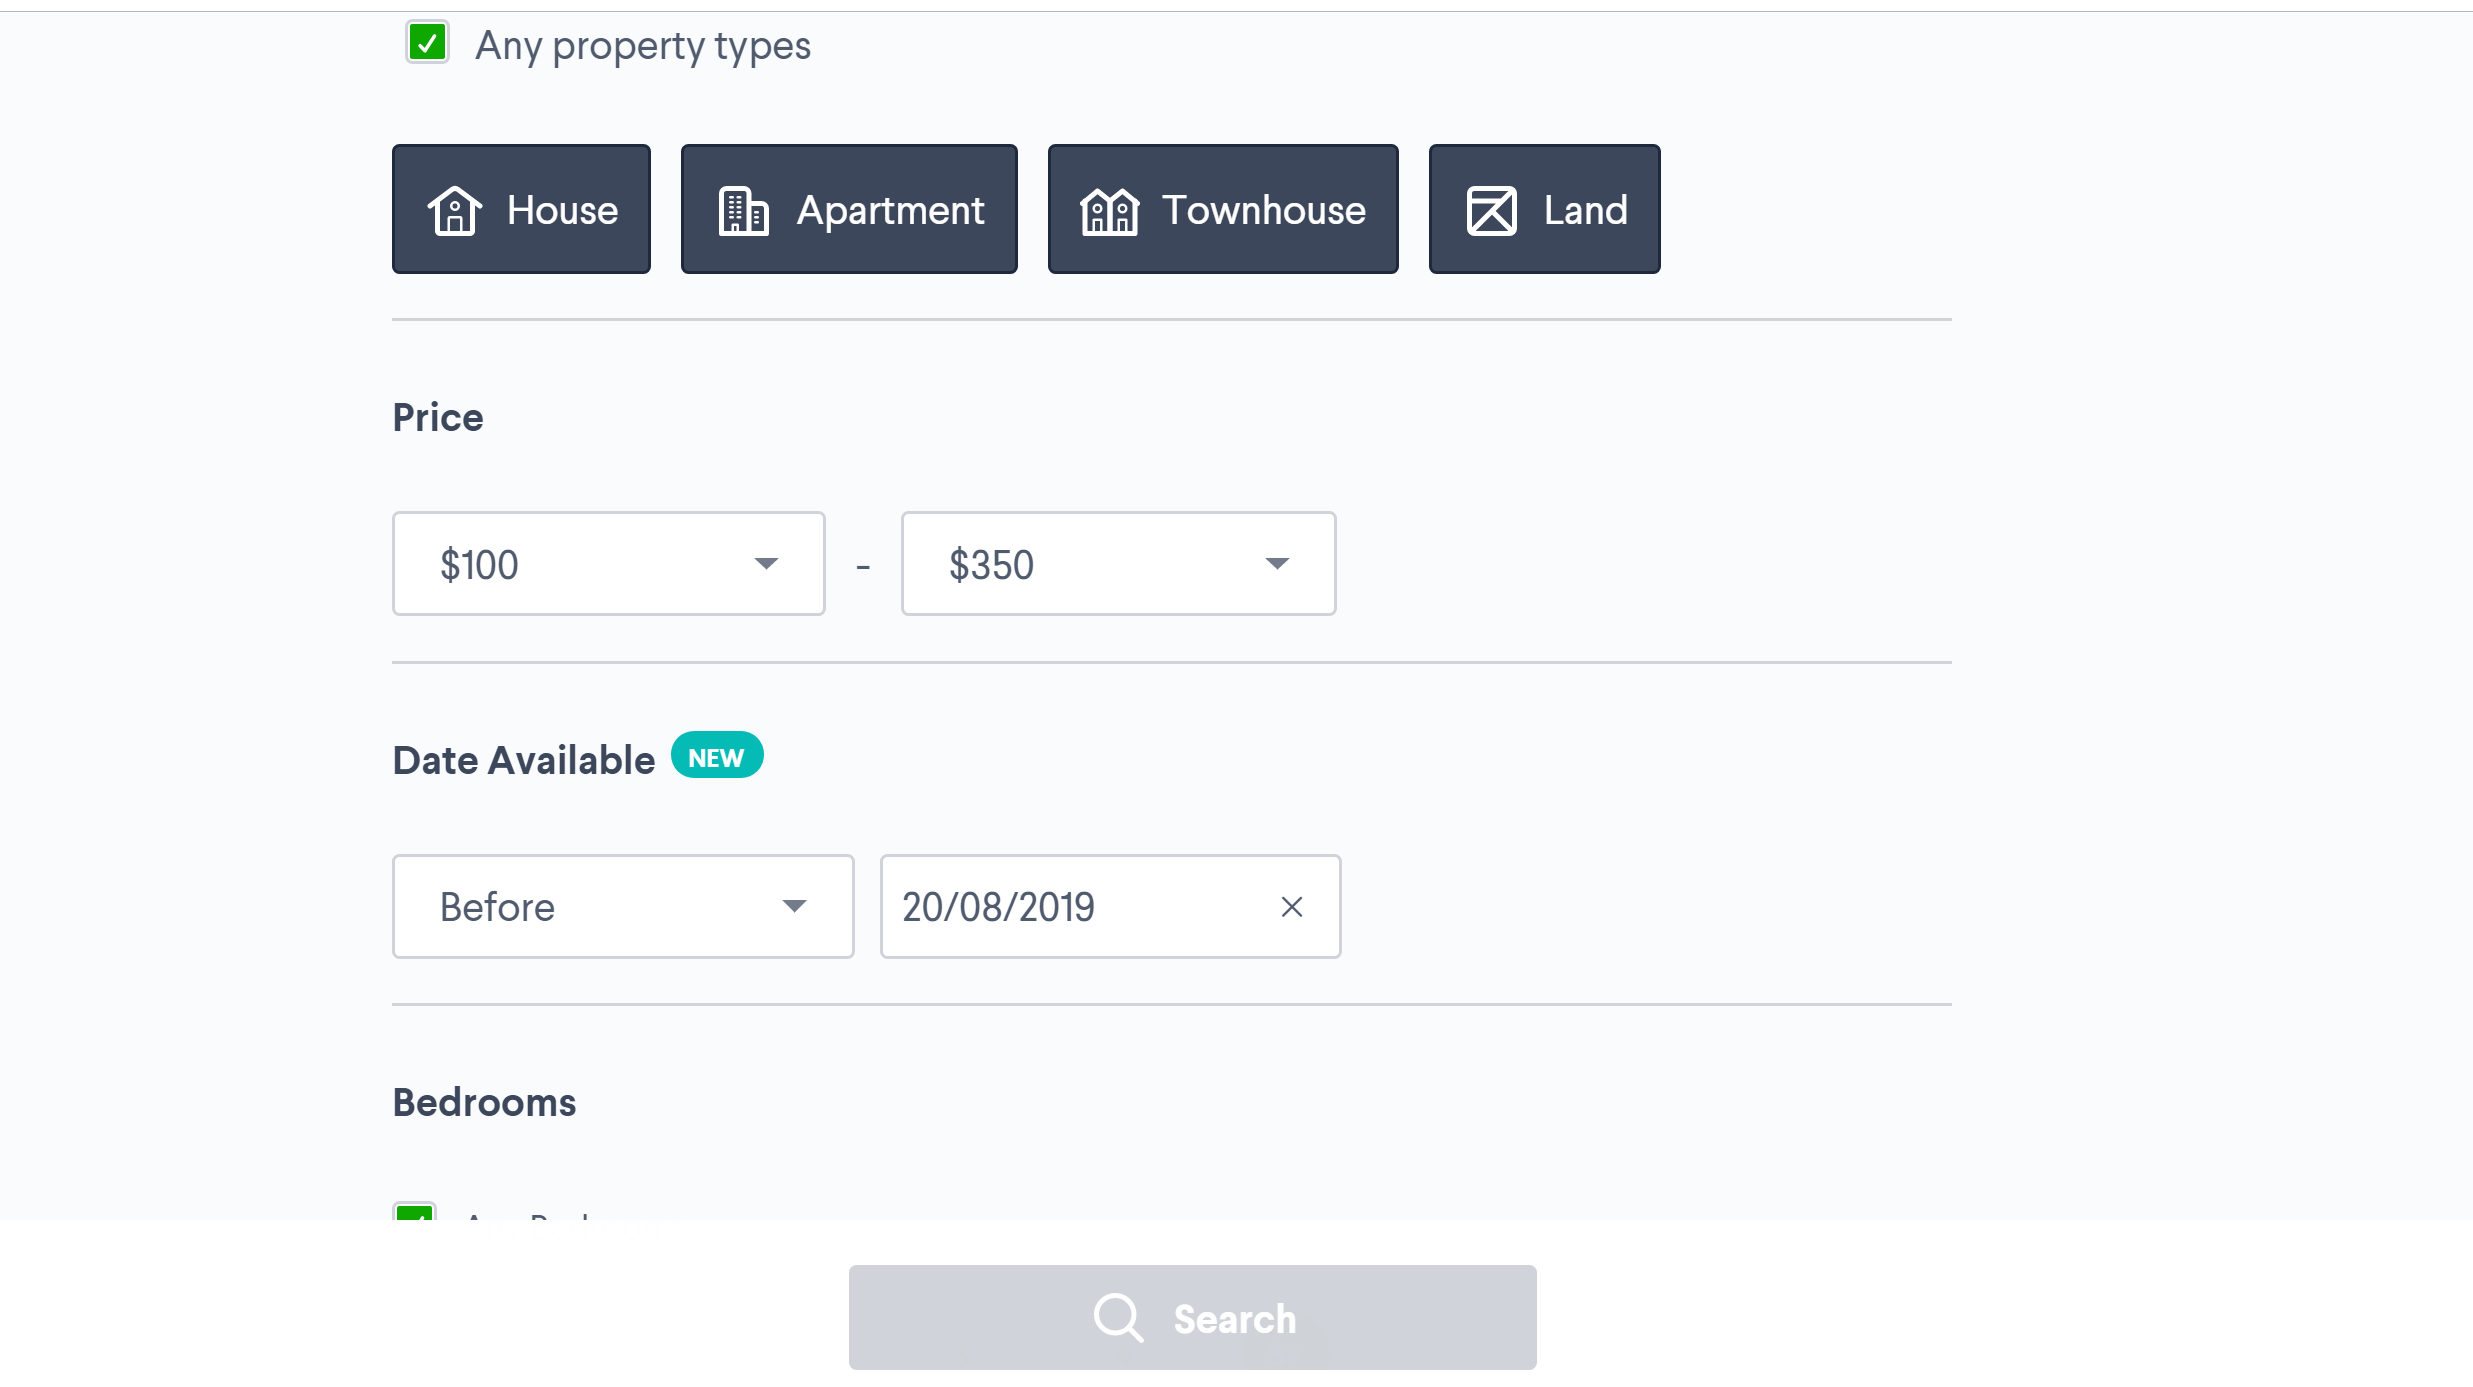 Any property types
House Apartment Townhouse Land
Price
$100 - $350
Date Available NEW
Before 20/08/2019
Bedrooms
Search